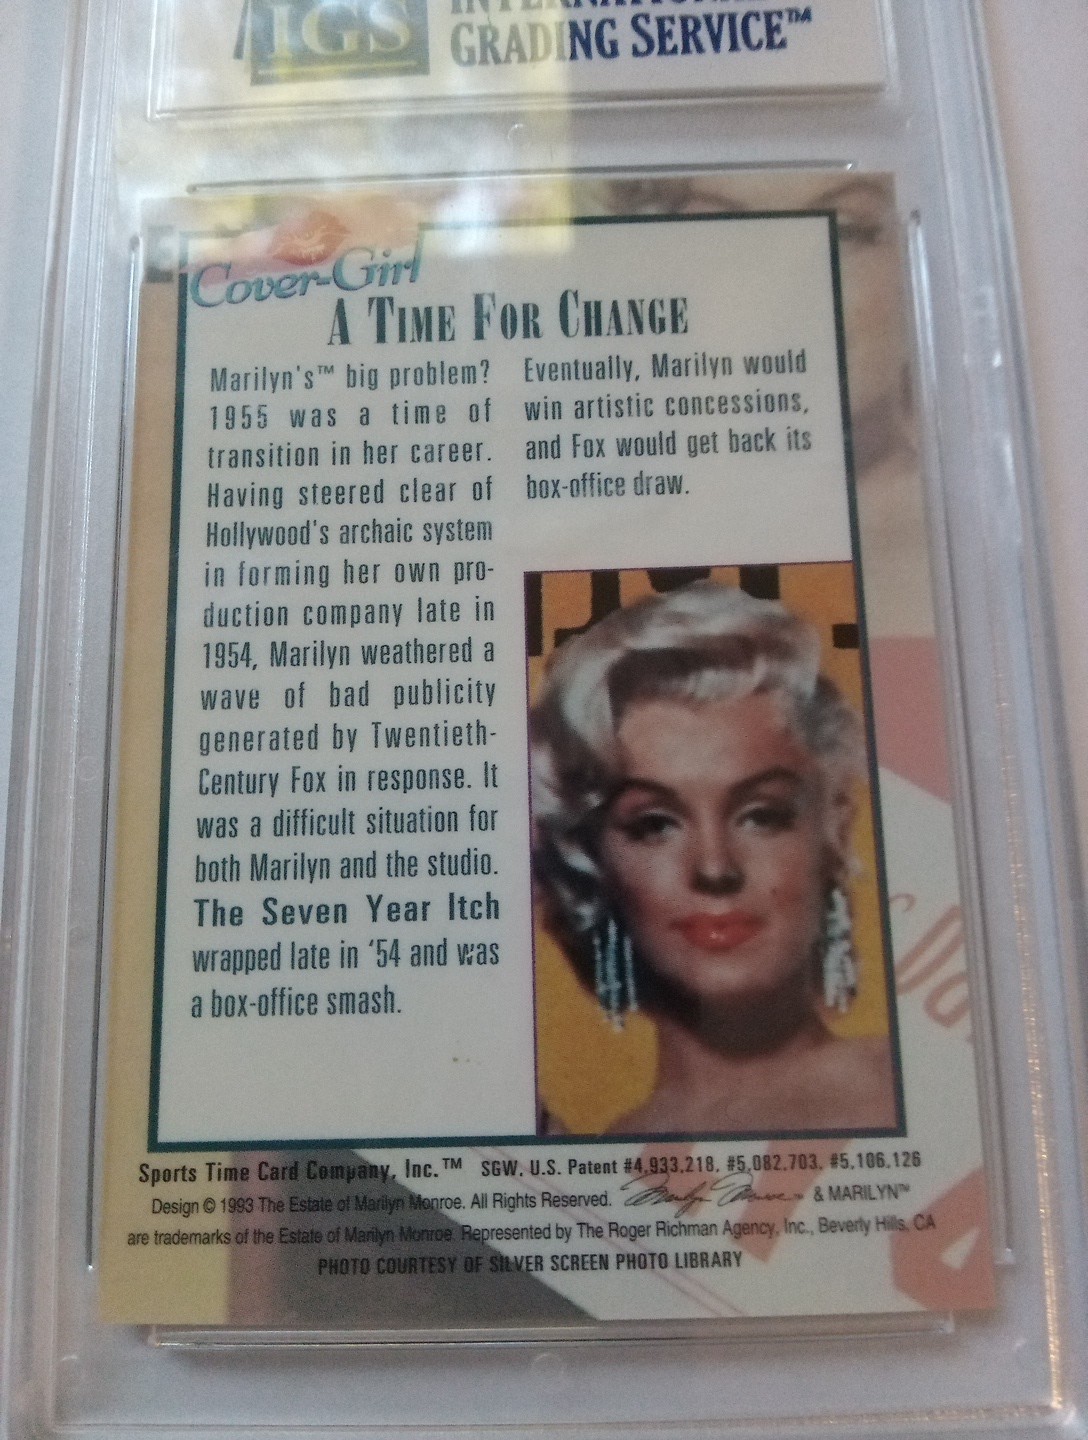 IGS
GRADING SERVICE™
Cover-Girl
A TIME FOR CHANGE
Marilyn's™ big problem?
1955 was a time of
transition in her career.
Having steered clear of
Hollywood's archaic system
in forming her own pro-
duction company late in
1954, Marilyn weathered a
wave of bad publicity
generated by Twentieth-
Century Fox in response. It
was a difficult situation for
both Marilyn and the studio.
The Seven Year Itch
wrapped late in '54 and was
a box-office smash.
Eventually, Marilyn would
win artistic concessions,
and Fox would get back its
box-office draw.
Sports Time Card Company, Inc.™ SGW. U.S. Patent #4,933,218, #5,082,703, #5,106,126
Design © 1993 The Estate of Marilyn Monroe. All Rights Reserved. Marilyn Monroe & MARILYN™
are trademarks of the Estate of Marilyn Monroe. Represented by The Roger Richman Agency, Inc., Beverly Hills, CA
PHOTO COURTESY OF SILVER SCREEN PHOTO LIBRARY